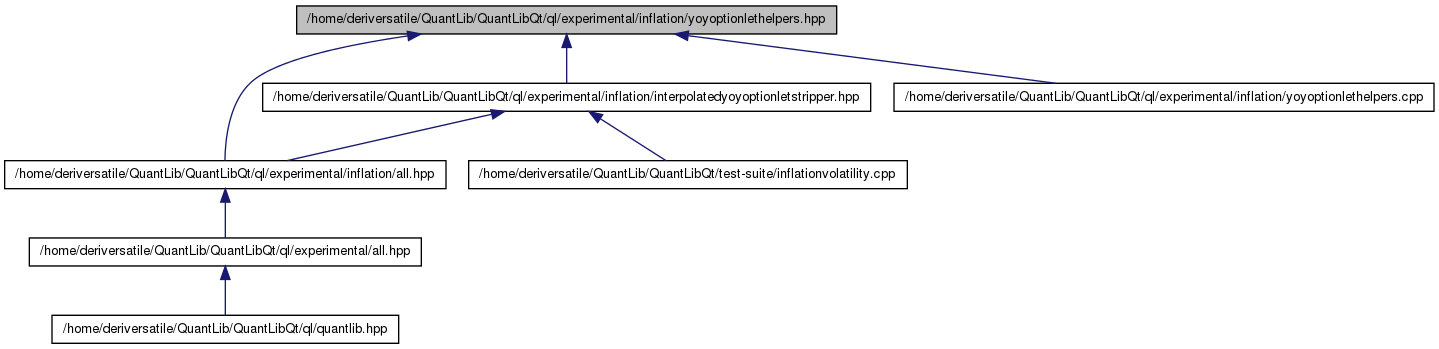 /home/deriversatile/QuantLib/QuantLibQt/ql/experimental/inflation/yoyoptionlethelpers.hpp
/home/deriversatile/QuantLib/QuantLibQt/ql/experimental/inflation/interpolatedyoyoptionletstripper.hpp
/home/deriversatile/QuantLib/QuantLibQt/ql/experimental/inflation/yoyoptionlethelpers.cpp
/home/deriversatile/QuantLib/QuantLibQt/ql/experimental/inflation/all.hpp
/home/deriversatile/QuantLib/QuantLibQt/test-suite/inflationvolatility.cpp
/home/deriversatile/QuantLib/QuantLibQt/ql/experimental/all.hpp
/home/deriversatile/QuantLib/QuantLibQt/ql/quantlib.hpp